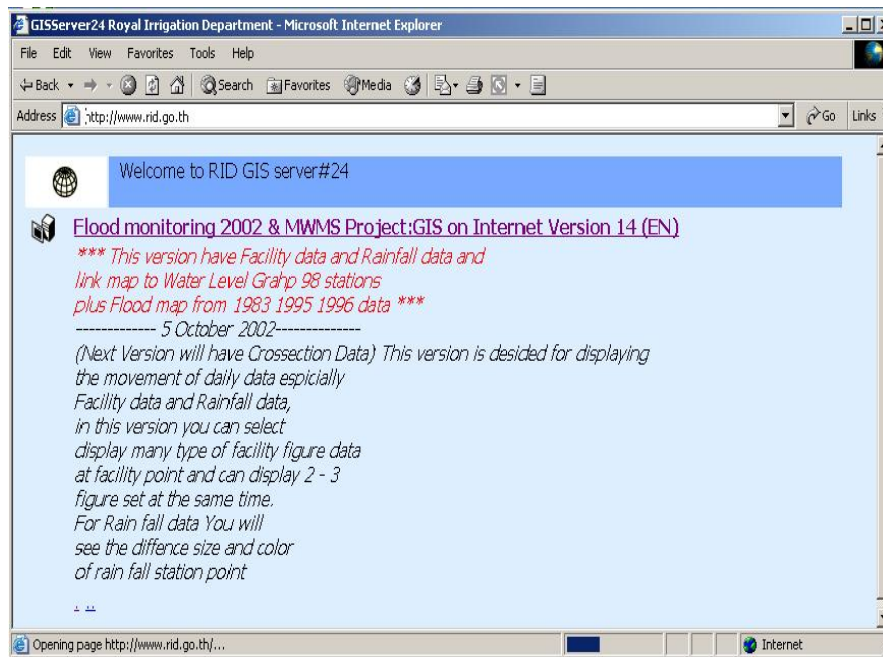 GISServer24 Royal Irrigation Department - Microsoft Internet Explorer
File Edit View Favorites Tools Help
Back Search Favorites Media
Address http://www.rid.go.th Go Links
Welcome to RID GIS server#24
Flood monitoring 2002 & MWMS Project:GIS on Internet Version 14 (EN)
*** This version have Facility data and Rainfall data and
link map to Water Level Grahp 98 stations
plus Flood map from 1983 1995 1996 data ***
------------- 5 October 2002--------------
(Next Version will have Crossection Data) This version is desided for displaying
the movement of daily data espicially
Facility data and Rainfall data,
in this version you can select
display many type of facility figure data
at facility point and can display 2 - 3
figure set at the same time.
For Rain fall data You will
see the diffence size and color
of rain fall station point
. ..
Opening page http://www.rid.go.th/... Internet